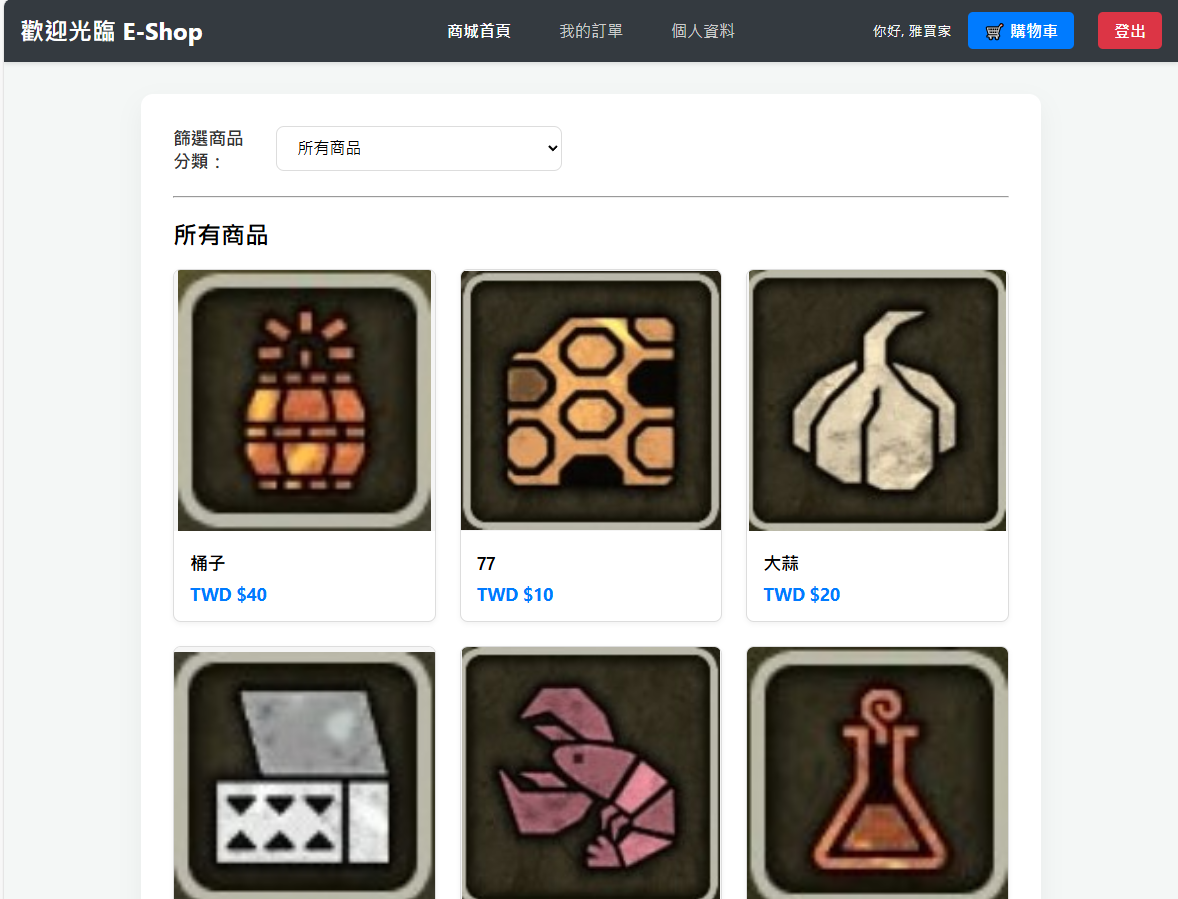 歡迎光臨 E-Shop
商城首頁
我的訂單
個人資料
你好, 雅買家
🛒 購物車
登出
篩選商品
分類：
所有商品
所有商品
桶子
TWD $40
77
TWD $10
大蒜
TWD $20